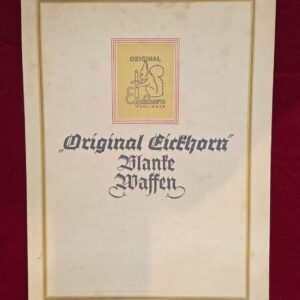 ORIGINAL
Eickhorn
SOLINGEN
„Original Eickhorn"
Blanke
Waffen